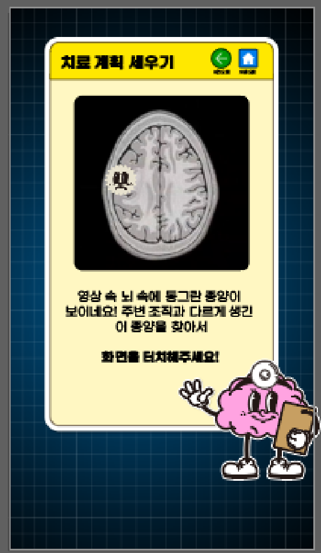 치료 계획 세우기
영상 속 뇌 속에 동그란 종양이
보이네요! 주변 조직과 다르게 생긴
이 종양을 찾아서
화면을 터치해주세요!